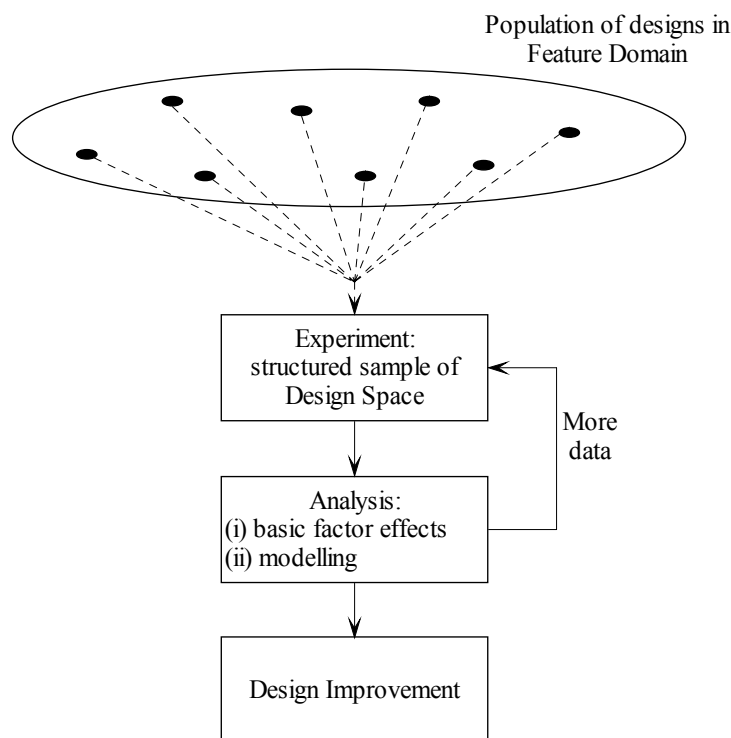 Population of designs in
Feature Domain
Experiment:
structured sample of
Design Space
More
data
Analysis:
(i) basic factor effects
(ii) modelling
Design Improvement